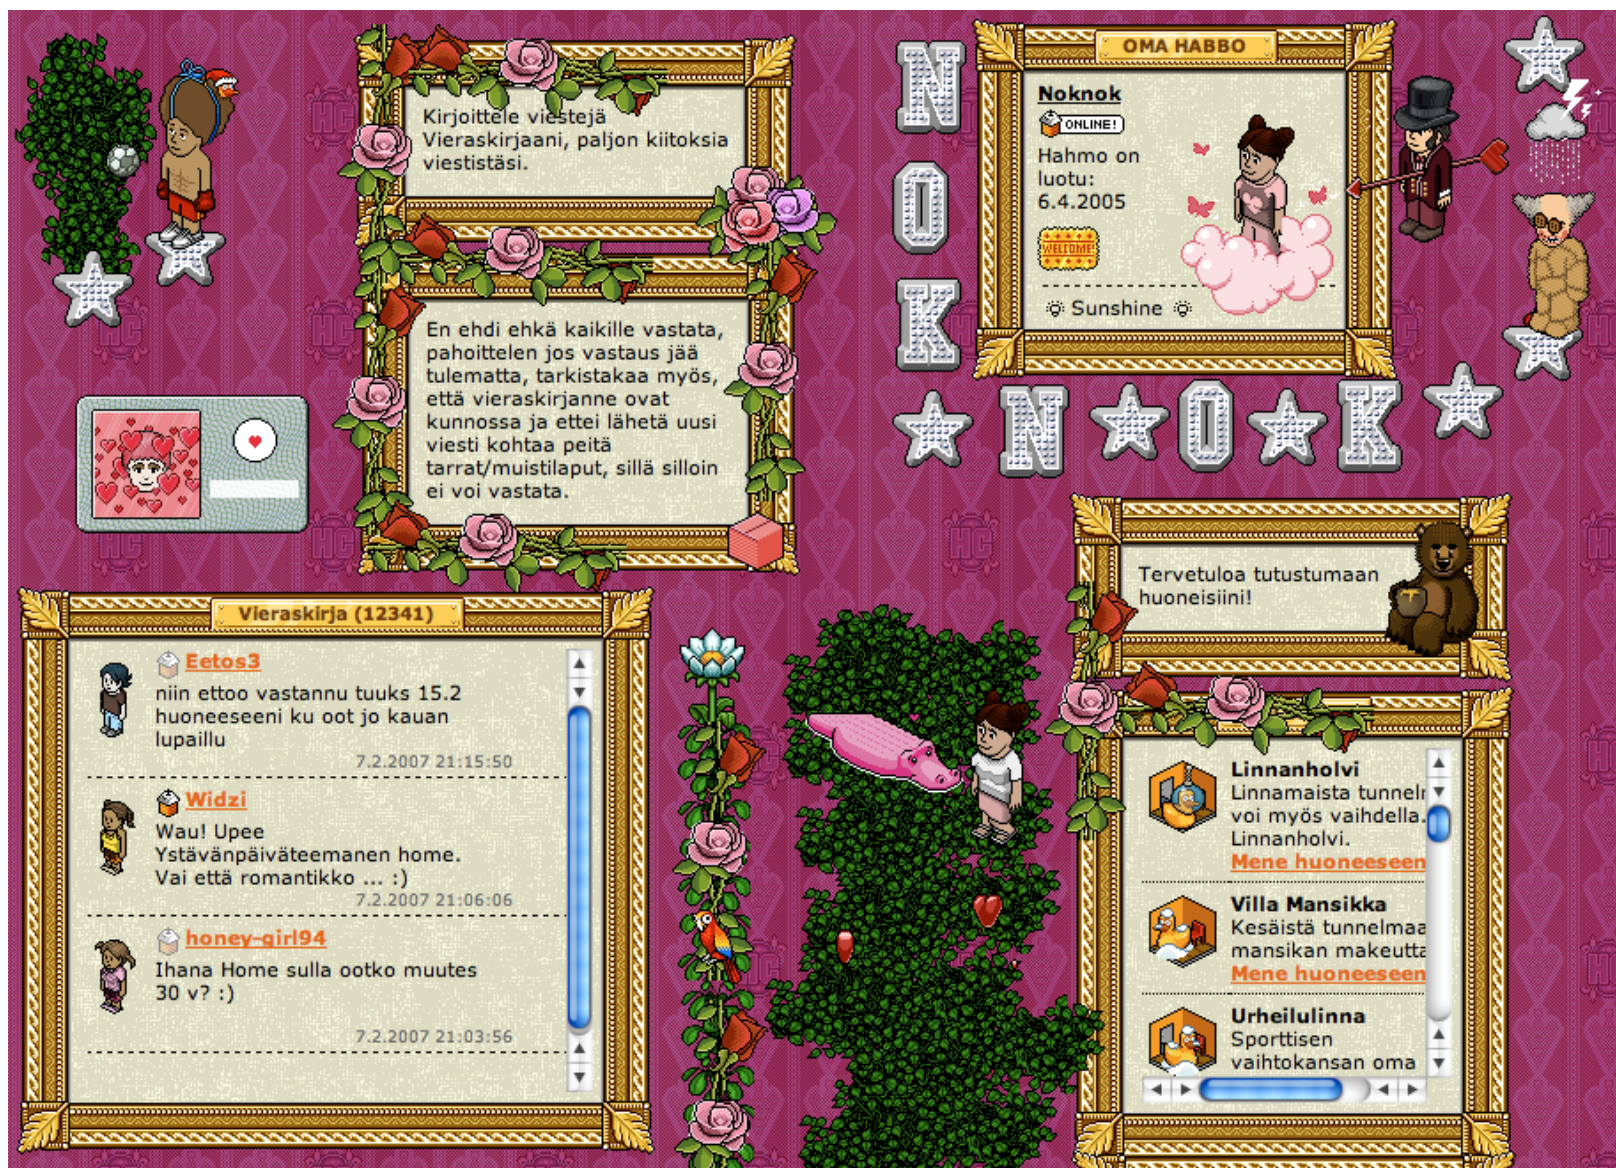 Kirjoittele viestejä
Vieraskirjaani, paljon kiitoksia
viestistäsi.
En ehdi ehkä kaikille vastata,
pahoittelen jos vastaus jää
tulematta, tarkistakaa myös,
että vieraskirjanne ovat
kunnossa ja ettei lähetä uusi
viesti kohtaa peitä
tarrat/muistilaput, sillä silloin
ei voi vastata.
N
O
K
N O K
OMA HABBO
Noknok
ONLINE!
Hahmo on
luotu:
6.4.2005
WELCOME!
Sunshine
Tervetuloa tutustumaan
huoneisiini!
Vieraskirja (12341)
Eetos3
niin ettoo vastannu tuuks 15.2
huoneeseeni ku oot jo kauan
lupaillu
7.2.2007 21:15:50
Widzi
Wau! Upee
Ystävänpäiväteemanen home.
Vai että romantikko ... :)
7.2.2007 21:06:06
honey-girl94
Ihana Home sulla ootko muutes
30 v? :)
7.2.2007 21:03:56
Linnanholvi
Linnamaista tunneln
voi myös vaihdella.
Linnanholvi.
Mene huoneeseen
Villa Mansikka
Kesäistä tunnelmaa
mansikan makeutta
Mene huoneeseen
Urheilulinna
Sporttisen
vaihtokansan oma
HC